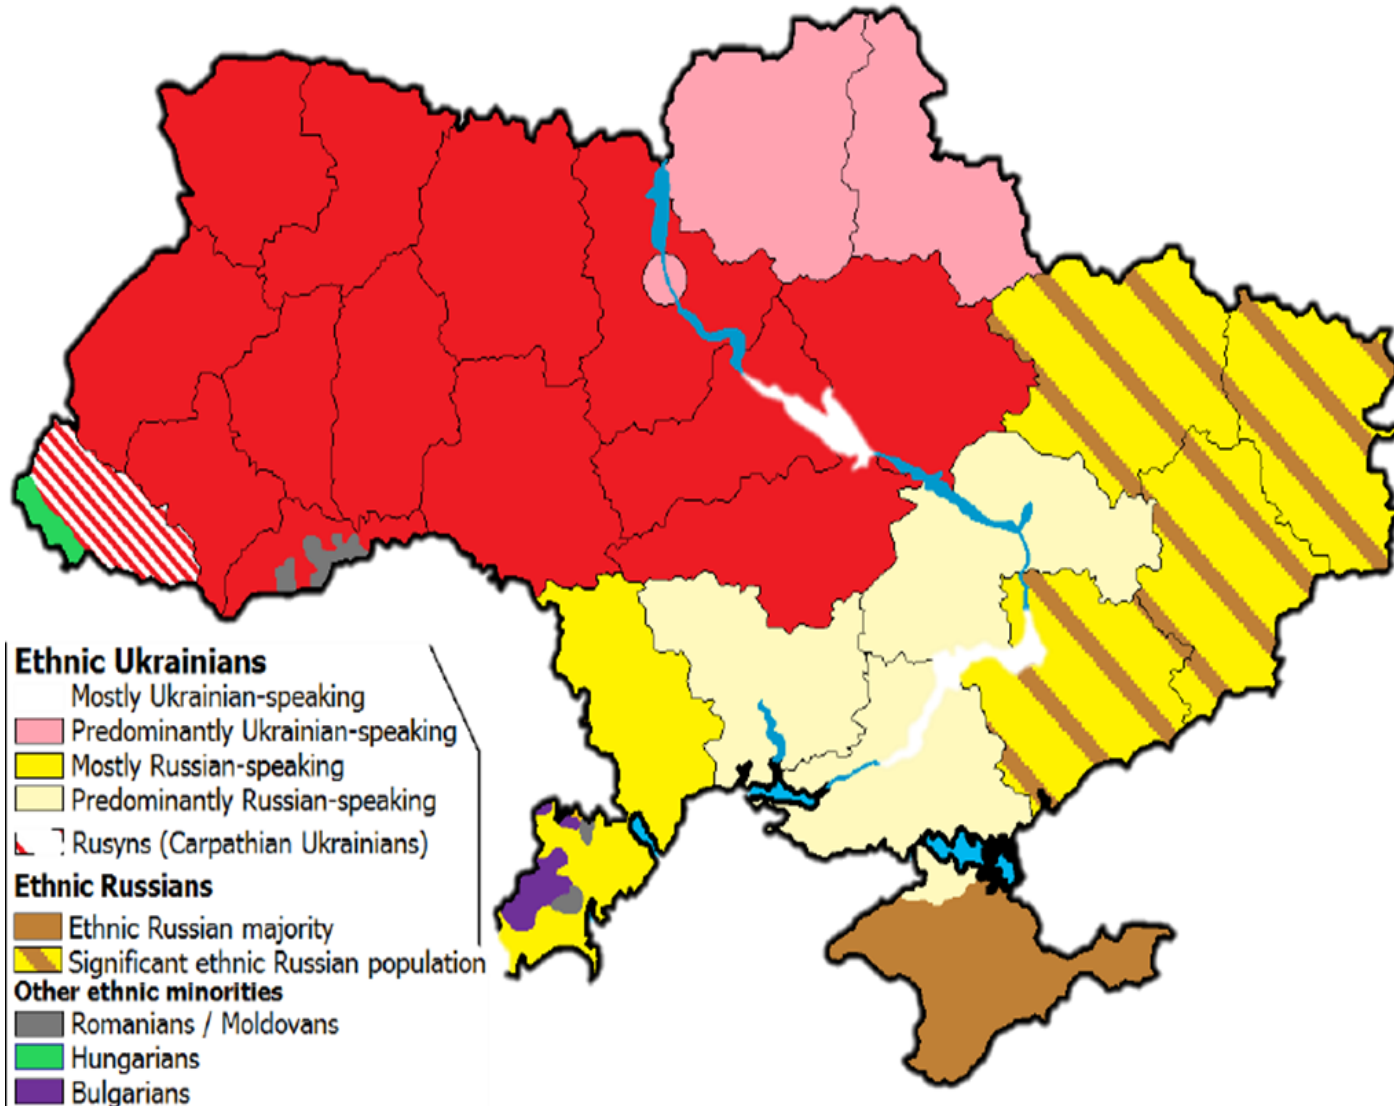 Ethnic Ukrainians
Mostly Ukrainian-speaking
Predominantly Ukrainian-speaking
Mostly Russian-speaking
Predominantly Russian-speaking
Rusyns (Carpathian Ukrainians)
Ethnic Russians
Ethnic Russian majority
Significant ethnic Russian population
Other ethnic minorities
Romanians / Moldovans
Hungarians
Bulgarians